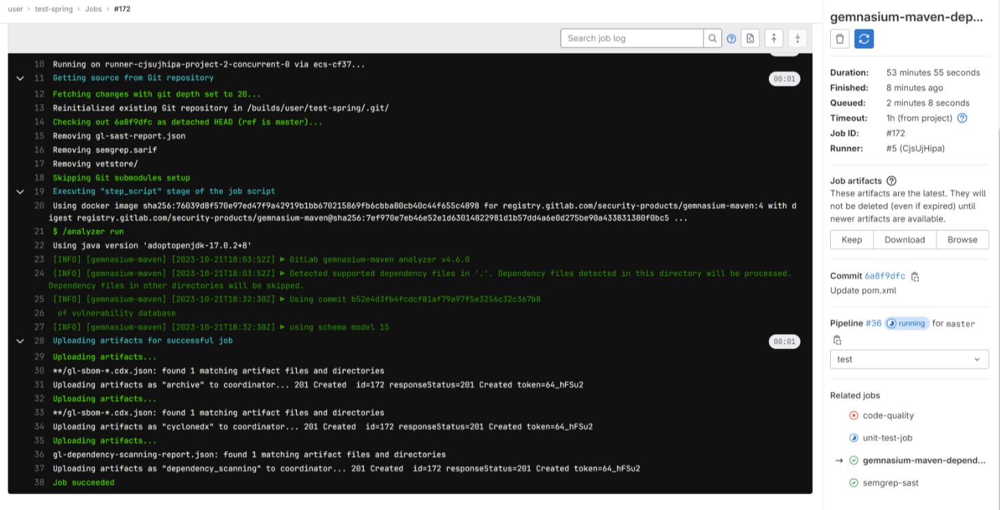 user > test-spring > Jobs > #172
Search job log
10 Running on runner-cjsujhipa-project-2-concurrent-0 via ecs-cf37...
11 Getting source from Git repository 00:01
12 Fetching changes with git depth set to 20...
13 Reinitialized existing Git repository in /builds/user/test-spring/.git/
14 Checking out 6a8f9dfc as detached HEAD (ref is master)...
15 Removing gl-sast-report.json
16 Removing semgrep.sarif
17 Removing vetstore/
18 Skipping Git submodules setup
19 Executing "step_script" stage of the job script
20 Using docker image sha256:76039d8f570e97ed47f9a42919b1bb670215869fb6cbba80cb40c44f655c4898 for registry.gitlab.com/security-products/gemnasium-maven:4 with d
igest registry.gitlab.com/security-products/gemnasium-maven@sha256:7ef970e7eb46e52e1d63014822981d1b57dd4a6e0d275be90a433831380f0bc5 ...
21 $ /analyzer run
22 Using java version 'adoptopenjdk-17.0.2+8'
23 [INFO] [gemnasium-maven] [2023-10-21T18:03:52Z] ▶ GitLab gemnasium-maven analyzer v4.6.0
24 [INFO] [gemnasium-maven] [2023-10-21T18:03:52Z] ▶ Detected supported dependency files in '.'. Dependency files detected in this directory will be processed.
Dependency files in other directories will be skipped.
25 [INFO] [gemnasium-maven] [2023-10-21T18:32:30Z] ▶ Using commit b52e4d3fb4fcdcf81af79a97f5e3256c32c367b8
26 of vulnerability database
27 [INFO] [gemnasium-maven] [2023-10-21T18:32:30Z] ▶ using schema model 15
28 Uploading artifacts for successful job 00:01
29 Uploading artifacts...
30 **/gl-sbom-*.cdx.json: found 1 matching artifact files and directories
31 Uploading artifacts as "archive" to coordinator... 201 Created id=172 responseStatus=201 Created token=64_hFSu2
32 Uploading artifacts...
33 **/gl-sbom-*.cdx.json: found 1 matching artifact files and directories
34 Uploading artifacts as "cyclonedx" to coordinator... 201 Created id=172 responseStatus=201 Created token=64_hFSu2
35 Uploading artifacts...
36 gl-dependency-scanning-report.json: found 1 matching artifact files and directories
37 Uploading artifacts as "dependency_scanning" to coordinator... 201 Created id=172 responseStatus=201 Created token=64_hFSu2
38 Job succeeded
gemnasium-maven-dep...
Duration: 53 minutes 55 seconds
Finished: 8 minutes ago
Queued: 2 minutes 8 seconds
Timeout: 1h (from project)
Job ID: #172
Runner: #5 (CjsUjHipa)
Job artifacts
These artifacts are the latest. They will
not be deleted (even if expired) until
newer artifacts are available.
Keep Download Browse
Commit 6a8f9dfc
Update pom.xml
Pipeline #36 running for master
test
Related jobs
code-quality
unit-test-job
→ gemnasium-maven-depend...
semgrep-sast